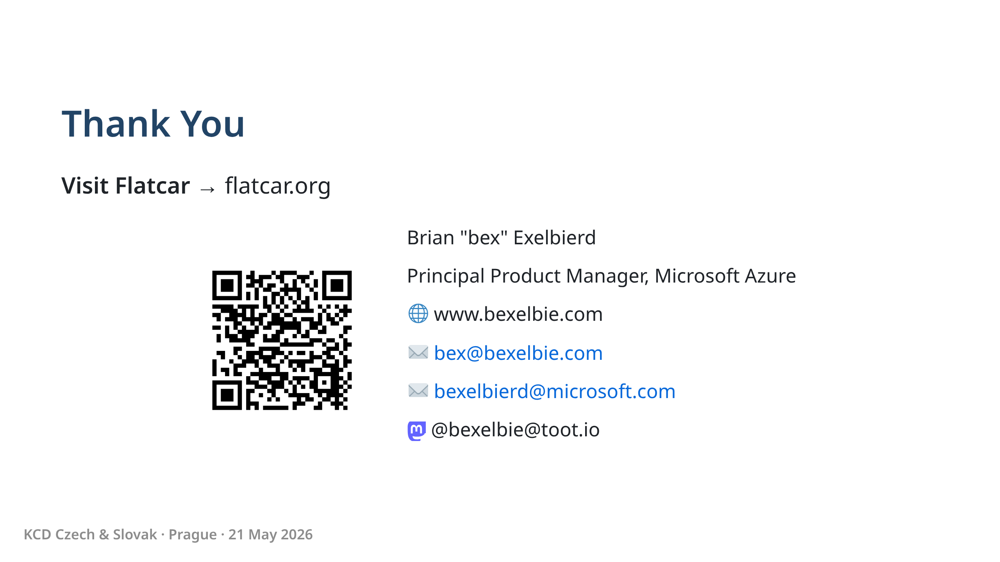 Thank You
Visit Flatcar → flatcar.org
Brian "bex" Exelbierd
Principal Product Manager, Microsoft Azure
www.bexelbie.com
bex@bexelbie.com
bexelbierd@microsoft.com
@bexelbie@toot.io
KCD Czech & Slovak · Prague · 21 May 2026